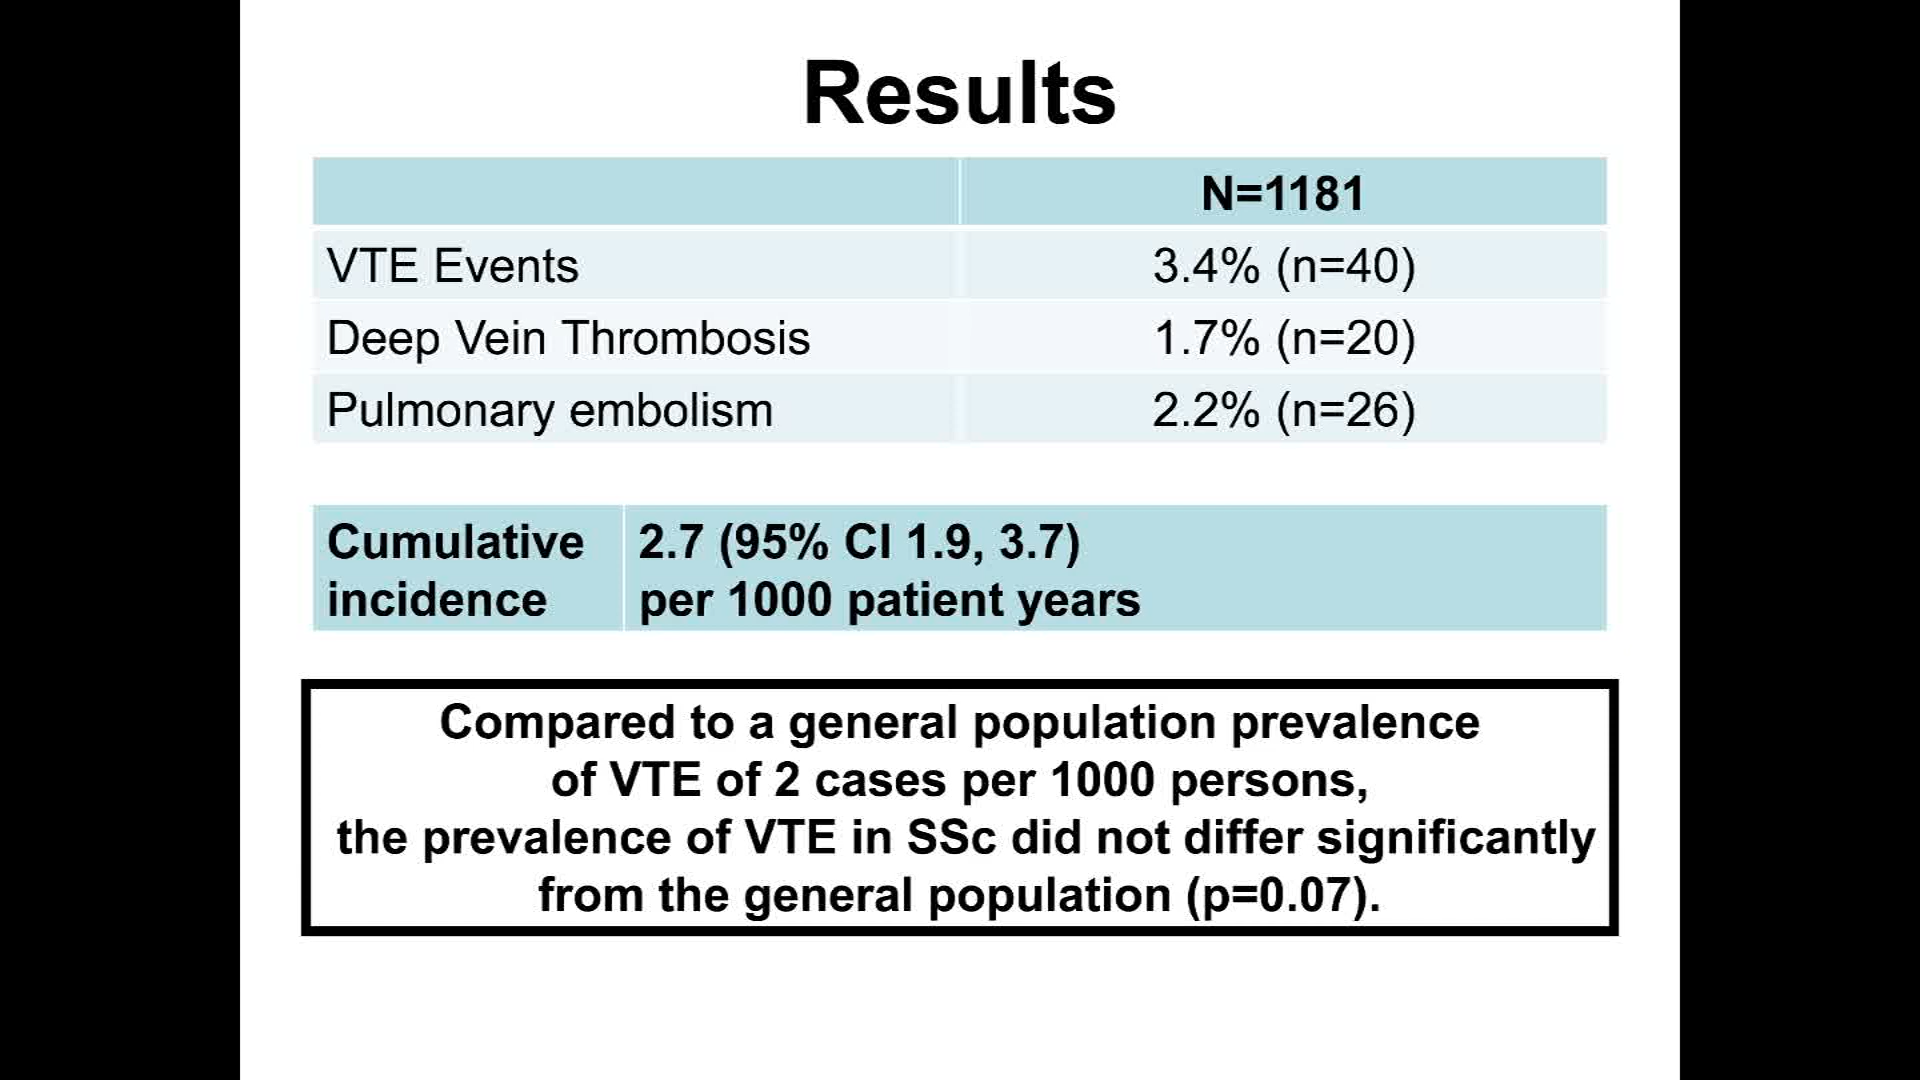 Results
N=1181
VTE Events 3.4% (n=40)
Deep Vein Thrombosis 1.7% (n=20)
Pulmonary embolism 2.2% (n=26)
Cumulative incidence
2.7 (95% CI 1.9, 3.7)
per 1000 patient years
Compared to a general population prevalence
of VTE of 2 cases per 1000 persons,
the prevalence of VTE in SSc did not differ significantly
from the general population (p=0.07).